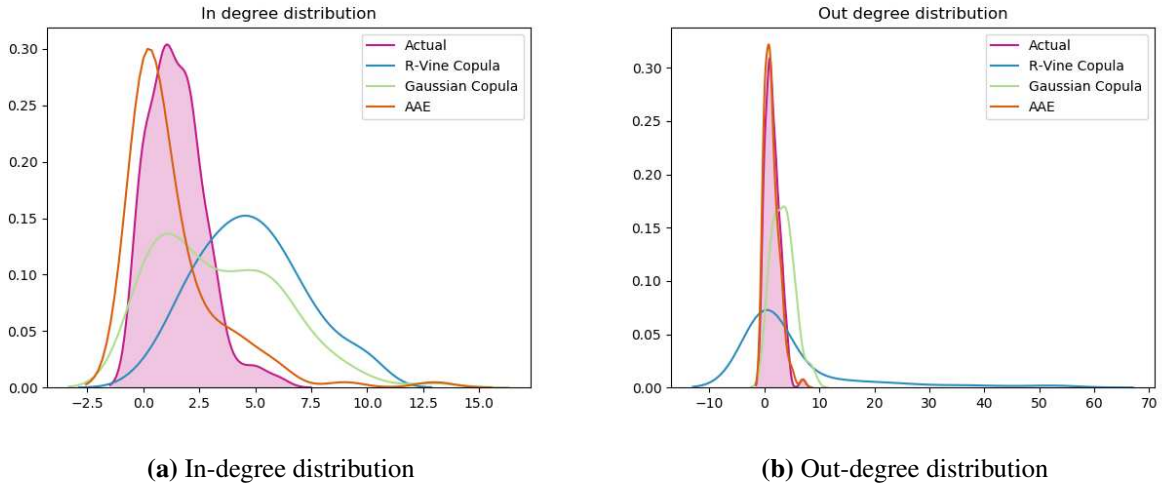 In degree distribution
0.30
0.25
0.20
0.15
0.10
0.05
0.00
−2.5 0.0 2.5 5.0 7.5 10.0 12.5 15.0
Actual
R-Vine Copula
Gaussian Copula
AAE
(a) In-degree distribution
Out degree distribution
0.30
0.25
0.20
0.15
0.10
0.05
0.00
−10 0 10 20 30 40 50 60 70
Actual
R-Vine Copula
Gaussian Copula
AAE
(b) Out-degree distribution